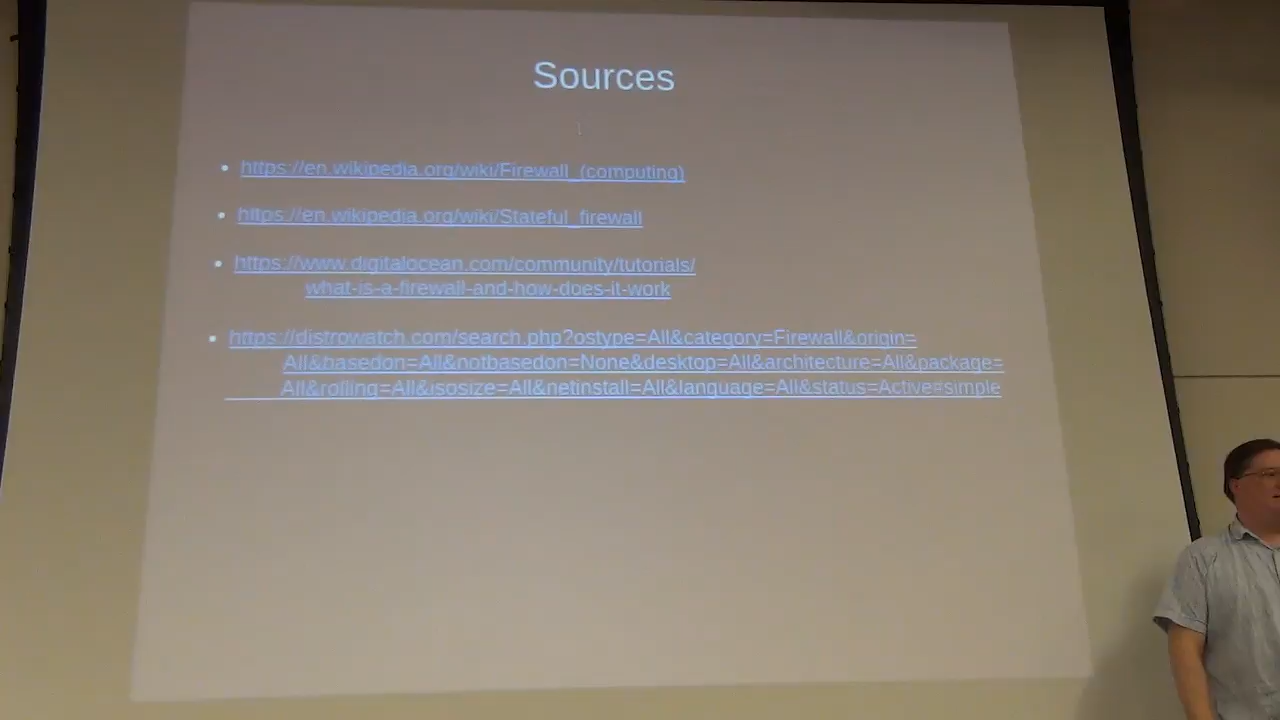 Sources
https://en.wikipedia.org/wiki/Firewall_(computing)
https://en.wikipedia.org/wiki/Stateful_firewall
https://www.digitalocean.com/community/tutorials/
what-is-a-firewall-and-how-does-it-work
https://distrowatch.com/search.php?ostype=All&category=Firewall&origin=
All&basedon=All&notbasedon=None&desktop=All&architecture=All&package=
All&rolling=All&isosize=All&netinstall=All&language=All&status=Active#simple